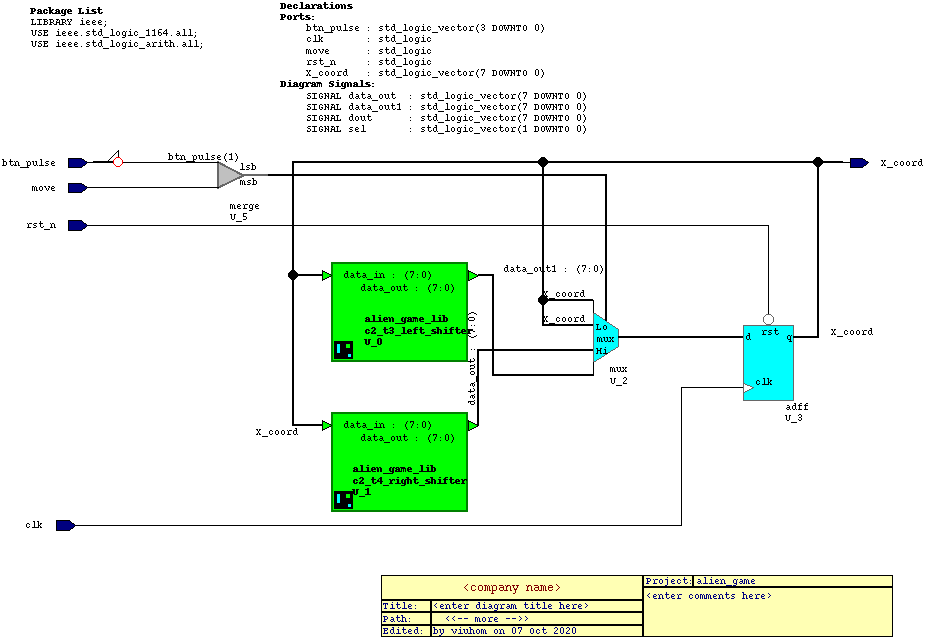 Package List
LIBRARY ieee;
USE ieee.std_logic_1164.all;
USE ieee.std_logic_arith.all;
Declarations
Ports:
btn_pulse : std_logic_vector(3 DOWNTO 0)
clk : std_logic
move : std_logic
rst_n : std_logic
X_coord : std_logic_vector(7 DOWNTO 0)
Diagram Signals:
SIGNAL data_out : std_logic_vector(7 DOWNTO 0)
SIGNAL data_out1 : std_logic_vector(7 DOWNTO 0)
SIGNAL dout : std_logic_vector(7 DOWNTO 0)
SIGNAL sel : std_logic_vector(1 DOWNTO 0)
btn_pulse
btn_pulse(1)
lsb
msb
X_coord
move
merge
U_5
rst_n
data_in : (7:0)
data_out : (7:0)
alien_game_lib
c2_t3_left_shifter
U_0
data_out1 : (7:0)
X_coord
X_coord
data_out : (7:0)
Lo
mux
Hi
mux
U_2
rst
d
q
clk
X_coord
adff
U_3
X_coord
data_in : (7:0)
data_out : (7:0)
alien_game_lib
c2_t4_right_shifter
U_1
clk
<company name>
Project: alien_game
<enter comments here>
Title: <enter diagram title here>
Path: <<-- more -->>
Edited: by viuhom on 07 Oct 2020